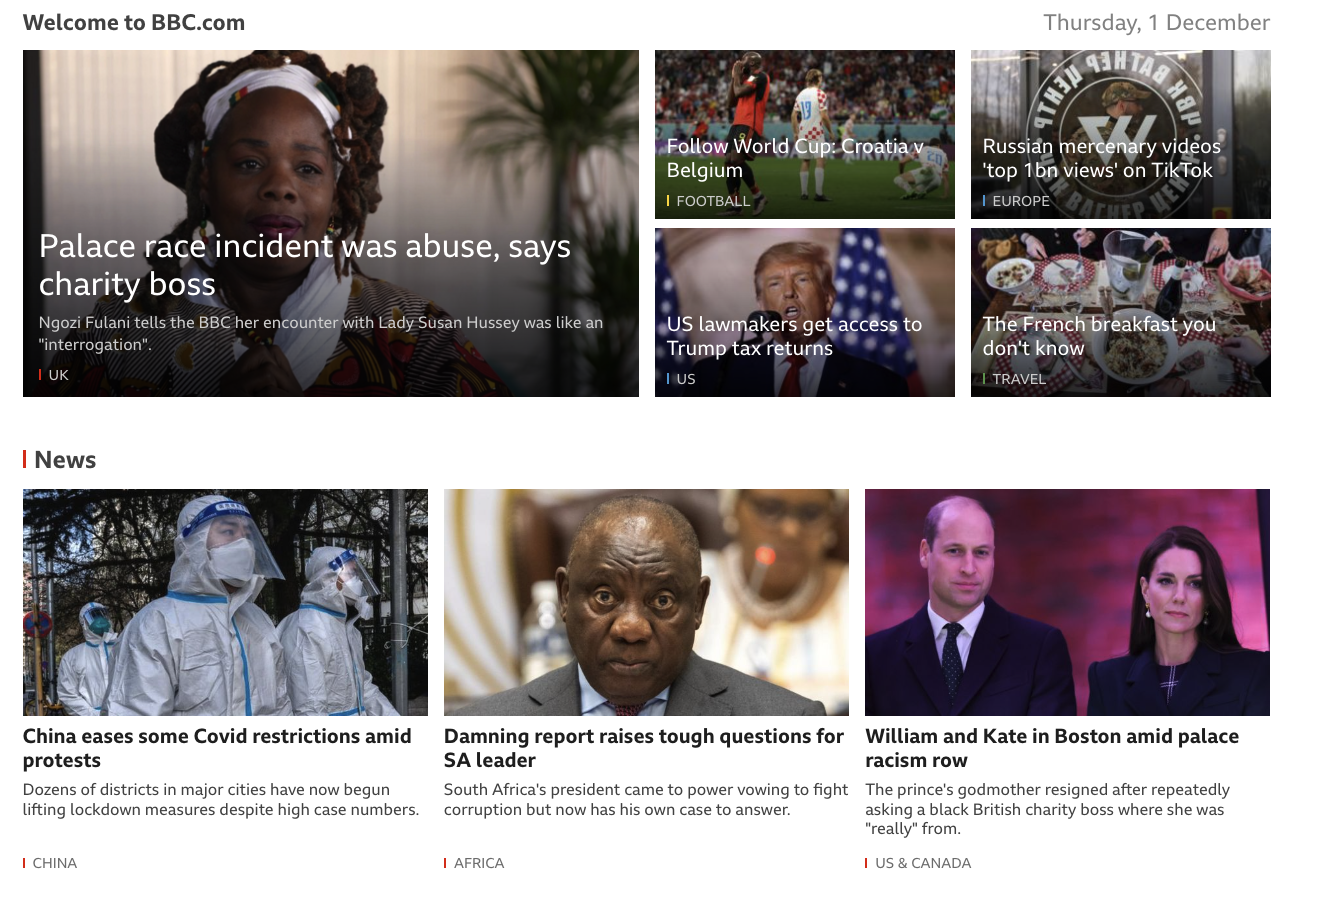 Welcome to BBC.com
Thursday, 1 December
Palace race incident was abuse, says
charity boss
Ngozi Fulani tells the BBC her encounter with Lady Susan Hussey was like an
"interrogation".
UK
Follow World Cup: Croatia v
Belgium
FOOTBALL
Russian mercenary videos
'top 1bn views' on TikTok
EUROPE
US lawmakers get access to
Trump tax returns
US
The French breakfast you
don't know
TRAVEL
News
China eases some Covid restrictions amid
protests
Dozens of districts in major cities have now begun
lifting lockdown measures despite high case numbers.
CHINA
Damning report raises tough questions for
SA leader
South Africa's president came to power vowing to fight
corruption but now has his own case to answer.
AFRICA
William and Kate in Boston amid palace
racism row
The prince's godmother resigned after repeatedly
asking a black British charity boss where she was
"really" from.
US & CANADA